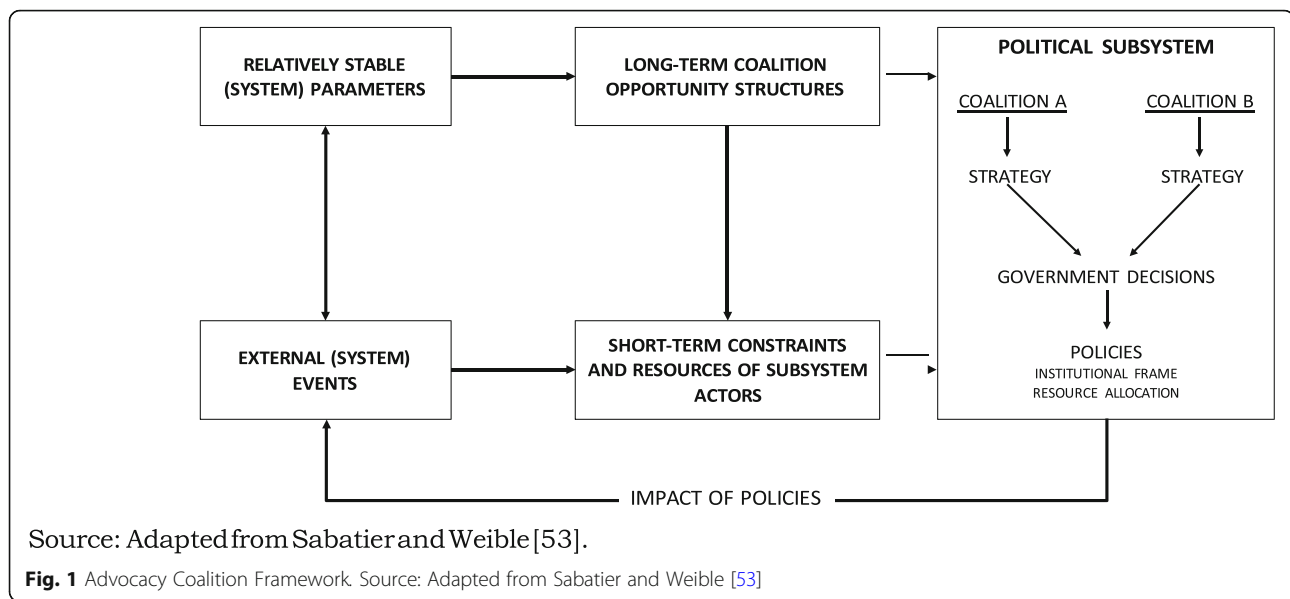 RELATIVELY STABLE
(SYSTEM) PARAMETERS
LONG-TERM COALITION
OPPORTUNITY STRUCTURES
POLITICAL SUBSYSTEM
COALITION A
COALITION B
STRATEGY
STRATEGY
GOVERNMENT DECISIONS
POLICIES
INSTITUTIONAL FRAME
RESOURCE ALLOCATION
EXTERNAL (SYSTEM)
EVENTS
SHORT-TERM CONSTRAINTS
AND RESOURCES OF SUBSYSTEM
ACTORS
IMPACT OF POLICIES
Source: Adapted from Sabatier and Weible [53].
Fig. 1 Advocacy Coalition Framework. Source: Adapted from Sabatier and Weible [53]